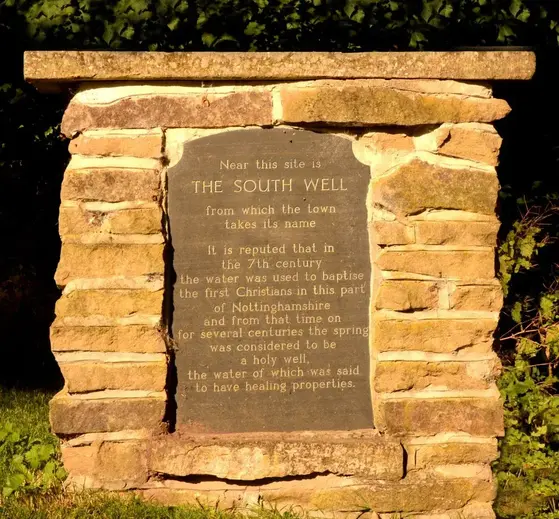 Near this site is
THE SOUTH WELL
from which the town
takes its name
It is reputed that in
the 7th century
the water was used to baptise
the first Christians in this part
of Nottinghamshire
and from that time on
for several centuries the spring
was considered to be
a holy well,
the water of which was said
to have healing properties.